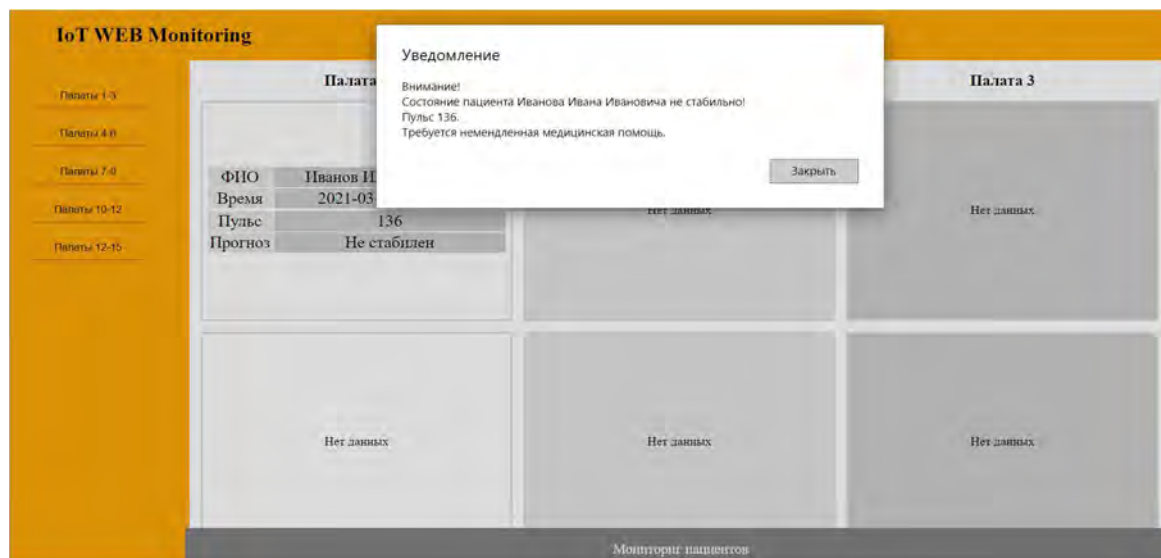 IoT WEB Monitoring
Уведомление
Внимание!
Состояние пациента Иванова Ивана Ивановича не стабильно!
Пульс 136.
Требуется немендленная медицинская помощь.
Закрыть
Палаты 1-3
Палаты 4-6
Палаты 7-9
Палаты 10-12
Палаты 12-15
Палата
Палата 3
ФИО Иванов И
Время 2021-03
Пульс 136
Прогноз Не стабилен
Нет данных
Нет данных
Нет данных
Нет данных
Нет данных
Мониториг пациентов